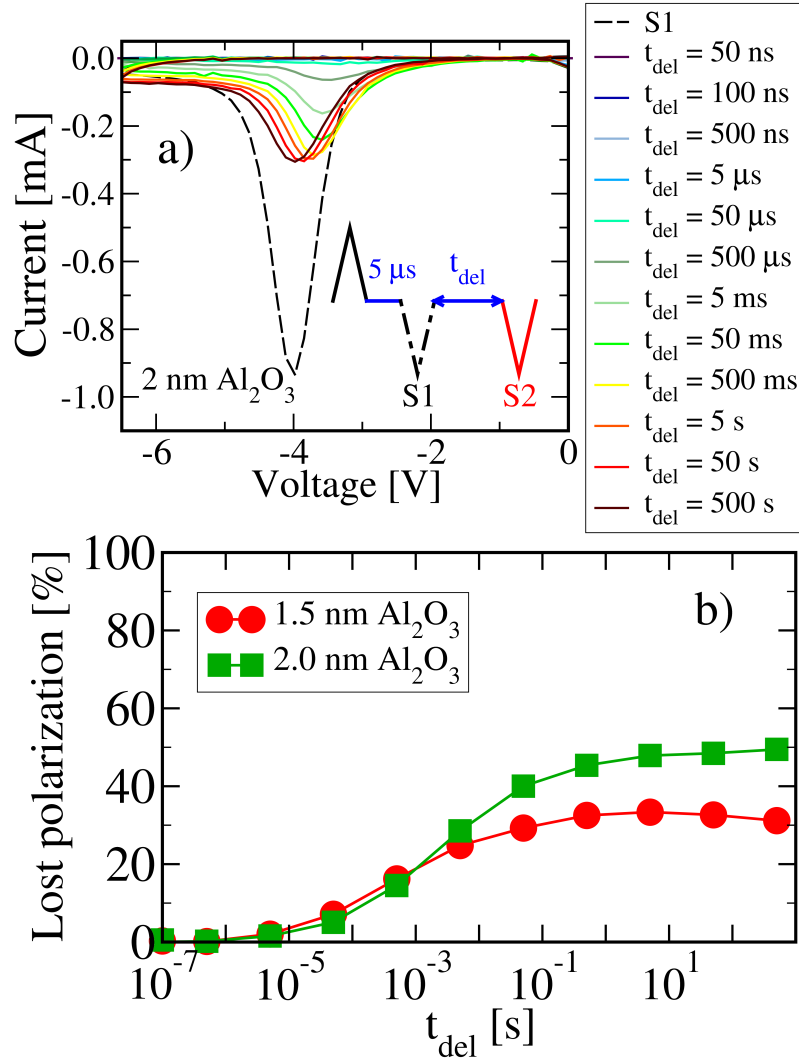 0.0
-0.2
-0.4
-0.6
-0.8
-1.0
Current [mA]
a)
5 μs
t_del
2 nm Al₂O₃
S1
S2
-6
-4
-2
0
Voltage [V]
S1
t_del = 50 ns
t_del = 100 ns
t_del = 500 ns
t_del = 5 μs
t_del = 50 μs
t_del = 500 μs
t_del = 5 ms
t_del = 50 ms
t_del = 500 ms
t_del = 5 s
t_del = 50 s
t_del = 500 s
100
80
60
40
20
0
Lost polarization [%]
1.5 nm Al₂O₃
2.0 nm Al₂O₃
b)
10⁻⁷
10⁻⁵
10⁻³
10⁻¹
10¹
t_del [s]